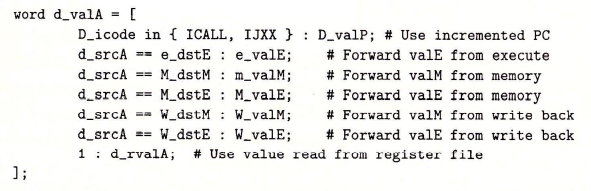 word d_valA = [
D_icode in { ICALL, IJXX } : D_valP; # Use incremented PC
d_srcA == e_dstE : e_valE; # Forward valE from execute
d_srcA == M_dstM : m_valM; # Forward valM from memory
d_srcA == M_dstE : M_valE; # Forward valE from memory
d_srcA == W_dstM : W_valM; # Forward valM from write back
d_srcA == W_dstE : W_valE; # Forward valE from write back
1 : d_rvalA; # Use value read from register file
];